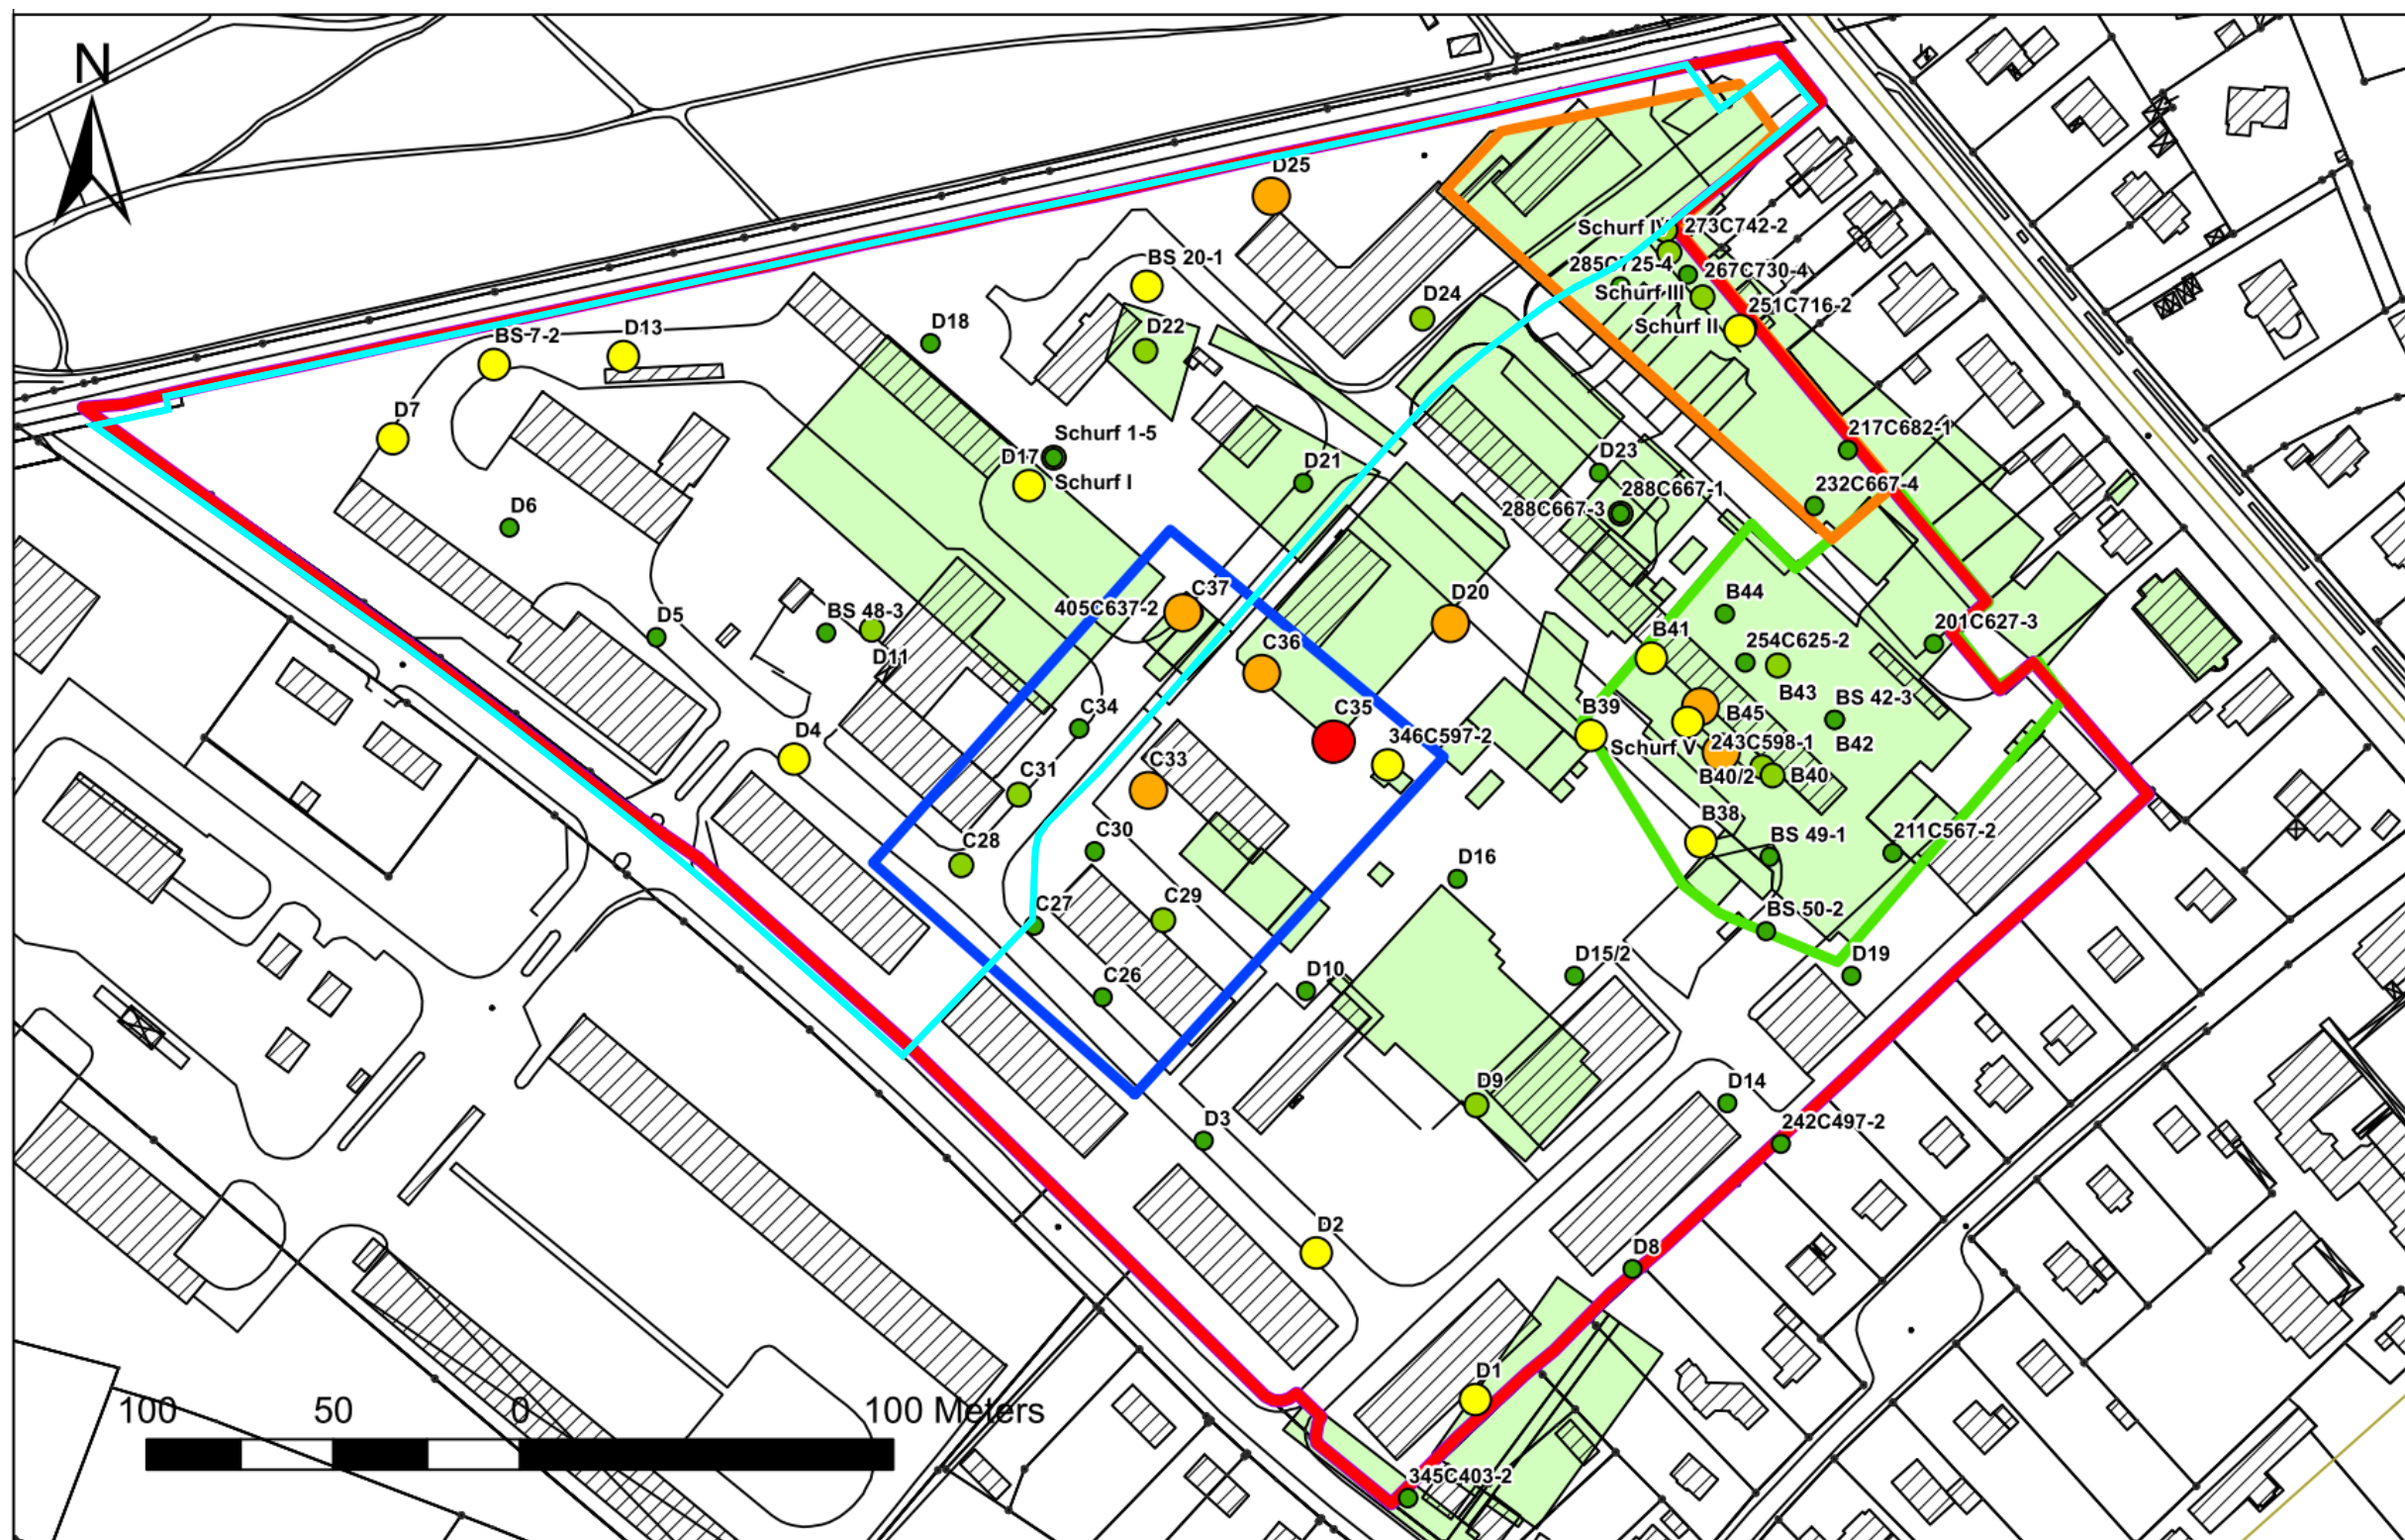 N
D25
Schurf IV
273C742-2
BS 20-1
285C725-4
267C730-4
D24
Schurf III
251C716-2
D18
D22
Schurf II
BS 7-2
D13
D7
Schurf 1-5
217C682-1
D17
Schurf I
D21
D23
288C667-1
232C667-4
D6
288C667-3
C37
D20
B44
405C637-2
BS 48-3
D5
201C627-3
C36
B41
254C625-2
D11
B43
BS 42-3
C34
C35
B39
B45
D4
346C597-2
Schurf V
243C598-1
B42
C31
C33
B40/2
B40
C28
C30
B38
BS 49-1
211C567-2
D16
C27
C29
BS 50-2
C26
D10
D15/2
D19
D9
D14
D3
242C497-2
D2
D8
D1
100 50 0 100 Meters
345C403-2